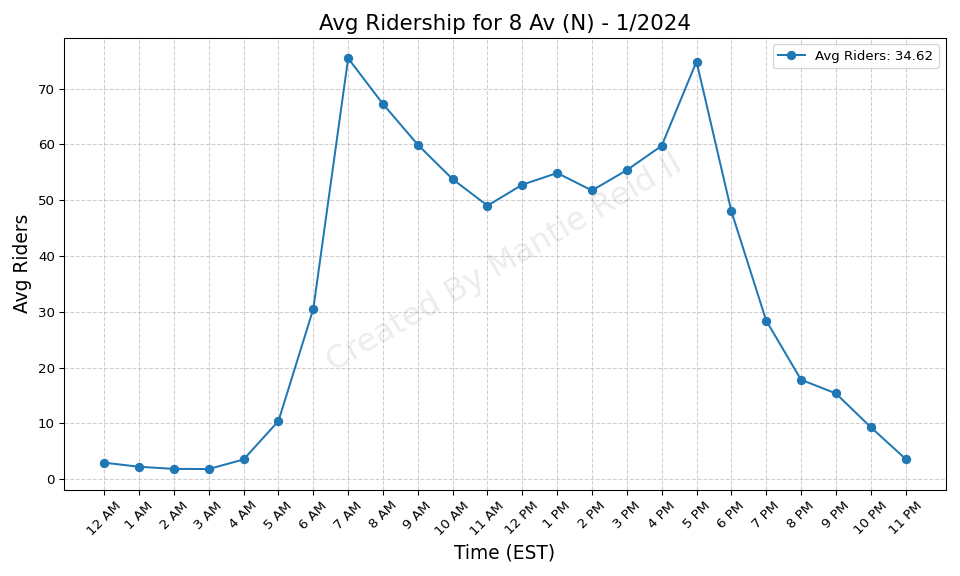 Avg Ridership for 8 Av (N) - 1/2024
Avg Riders: 34.62
Avg Riders
70
60
50
40
30
20
10
0
Created By Mantie Reid II
12 AM
1 AM
2 AM
3 AM
4 AM
5 AM
6 AM
7 AM
8 AM
9 AM
10 AM
11 AM
12 PM
1 PM
2 PM
3 PM
4 PM
5 PM
6 PM
7 PM
8 PM
9 PM
10 PM
11 PM
Time (EST)